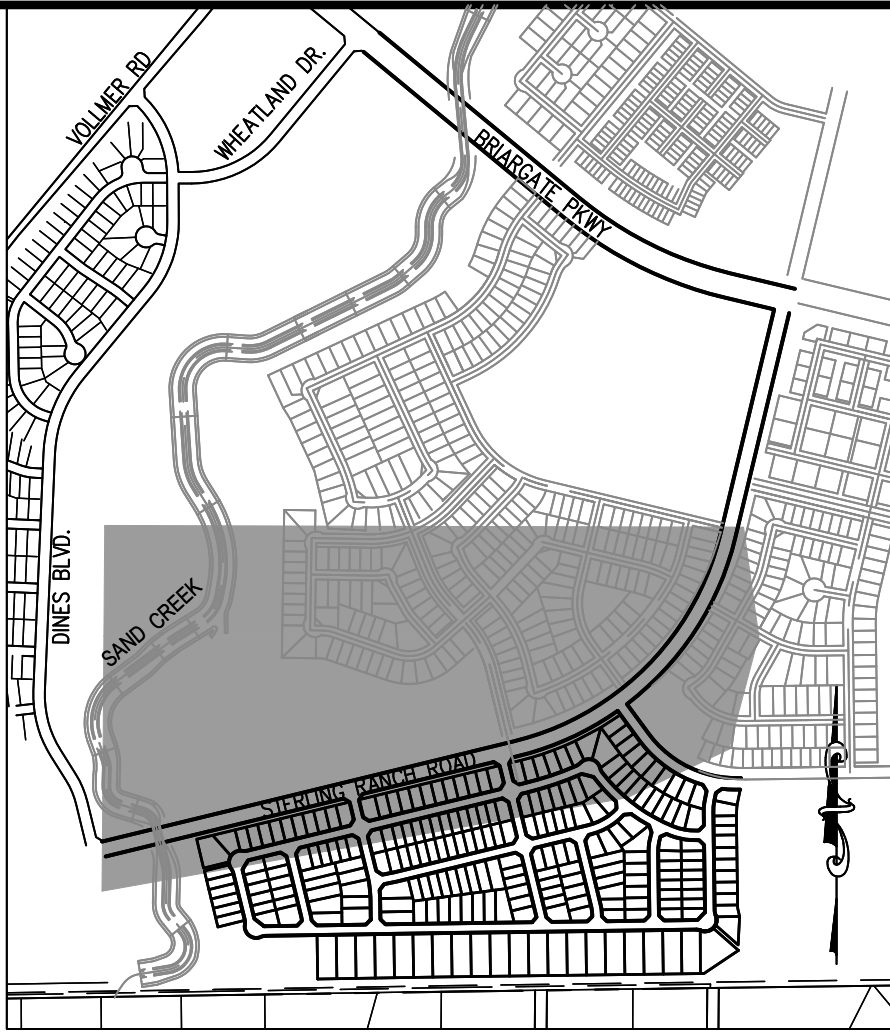 VOLLMER RD
WHEATLAND DR.
BRIARGATE PKWY
DINES BLVD.
SAND CREEK
STERLING RANCH ROAD